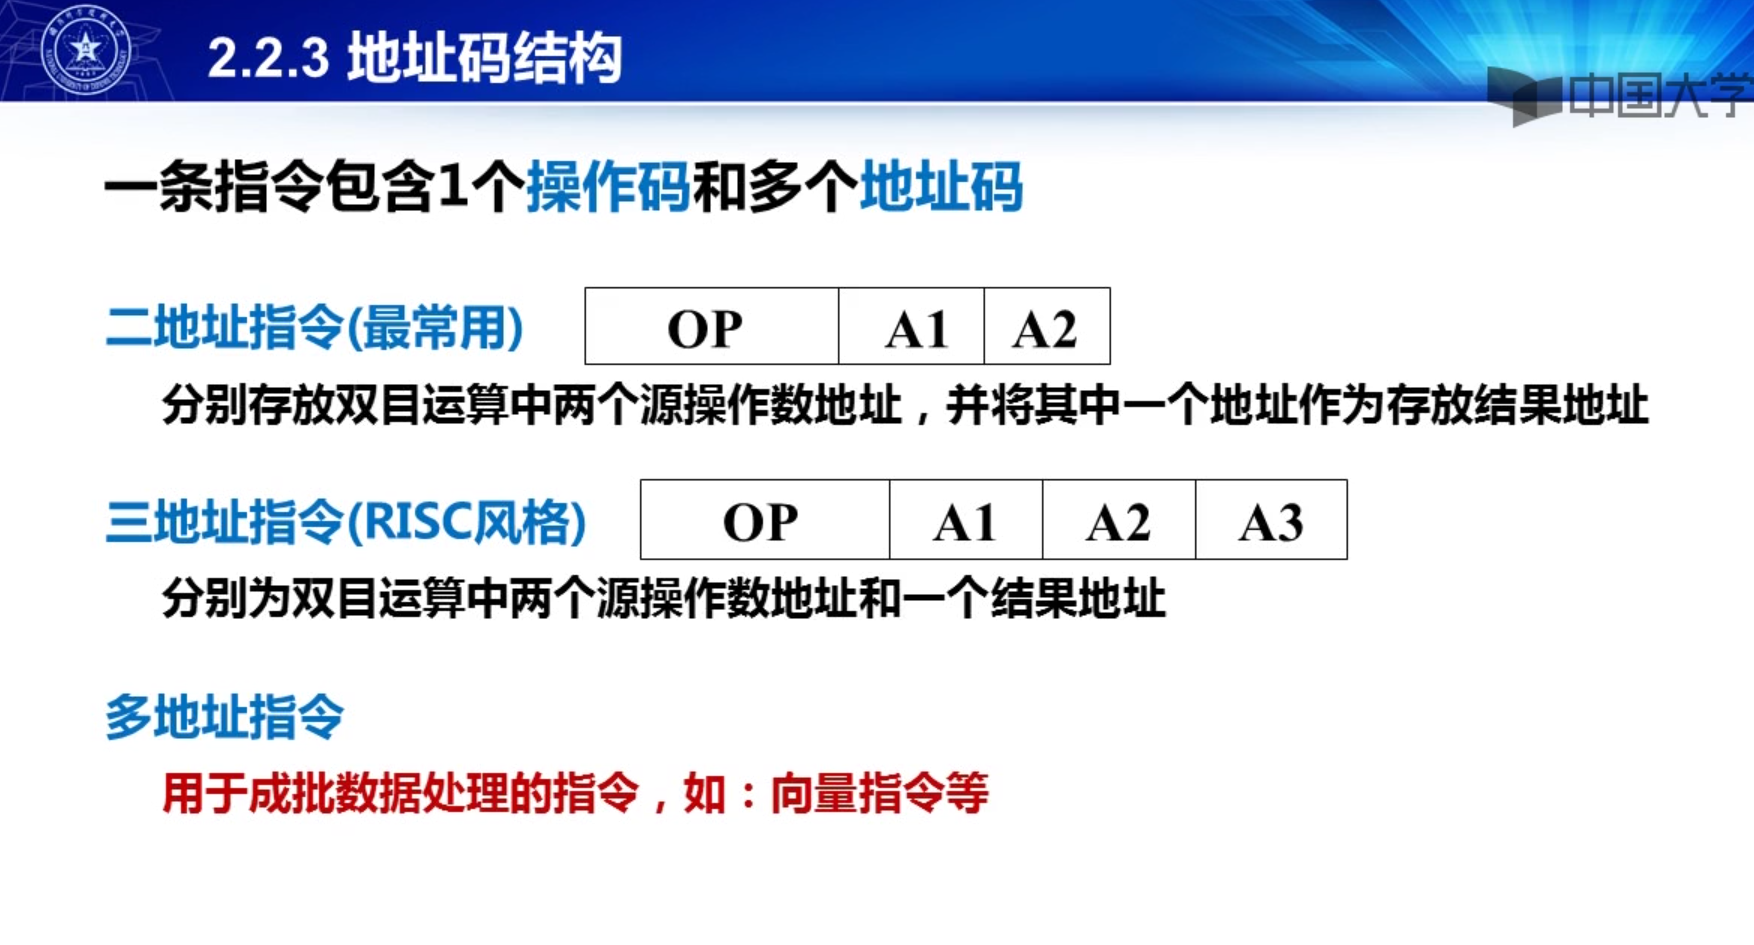 2.2.3 地址码结构
中国大学
一条指令包含1个操作码和多个地址码
二地址指令(最常用) OP A1 A2
分别存放双目运算中两个源操作数地址，并将其中一个地址作为存放结果地址
三地址指令(RISC风格) OP A1 A2 A3
分别为双目运算中两个源操作数地址和一个结果地址
多地址指令
用于成批数据处理的指令，如：向量指令等